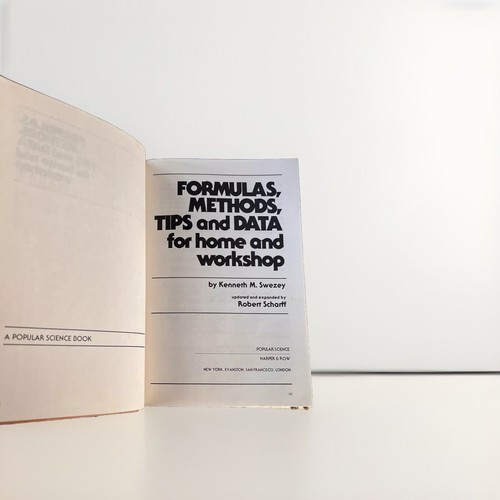 A POPULAR SCIENCE BOOK
FORMULAS,
METHODS,
TIPS and DATA
for home and
workshop
by Kenneth M. Swezey
updated and expanded by
Robert Scharff
POPULAR SCIENCE
HARPER & ROW
NEW YORK, EVANSTON, SAN FRANCISCO, LONDON